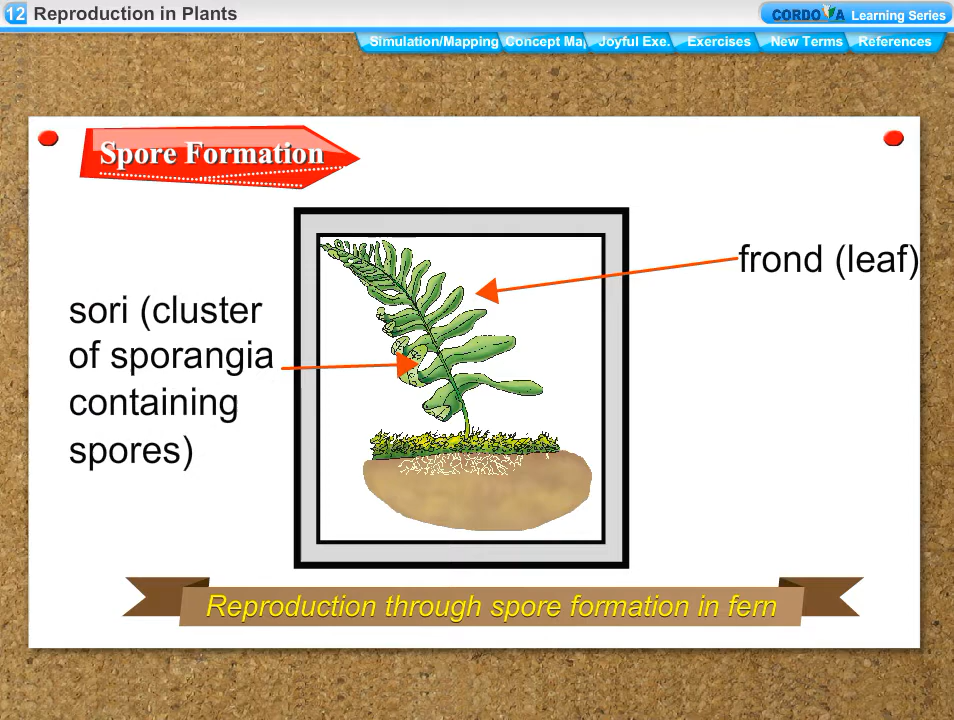 12 Reproduction in Plants
CORDOVA Learning Series
Simulation/Mapping Concept Ma Joyful Exe. Exercises New Terms References
Spore Formation
frond (leaf)
sori (cluster
of sporangia
containing
spores)
Reproduction through spore formation in fern